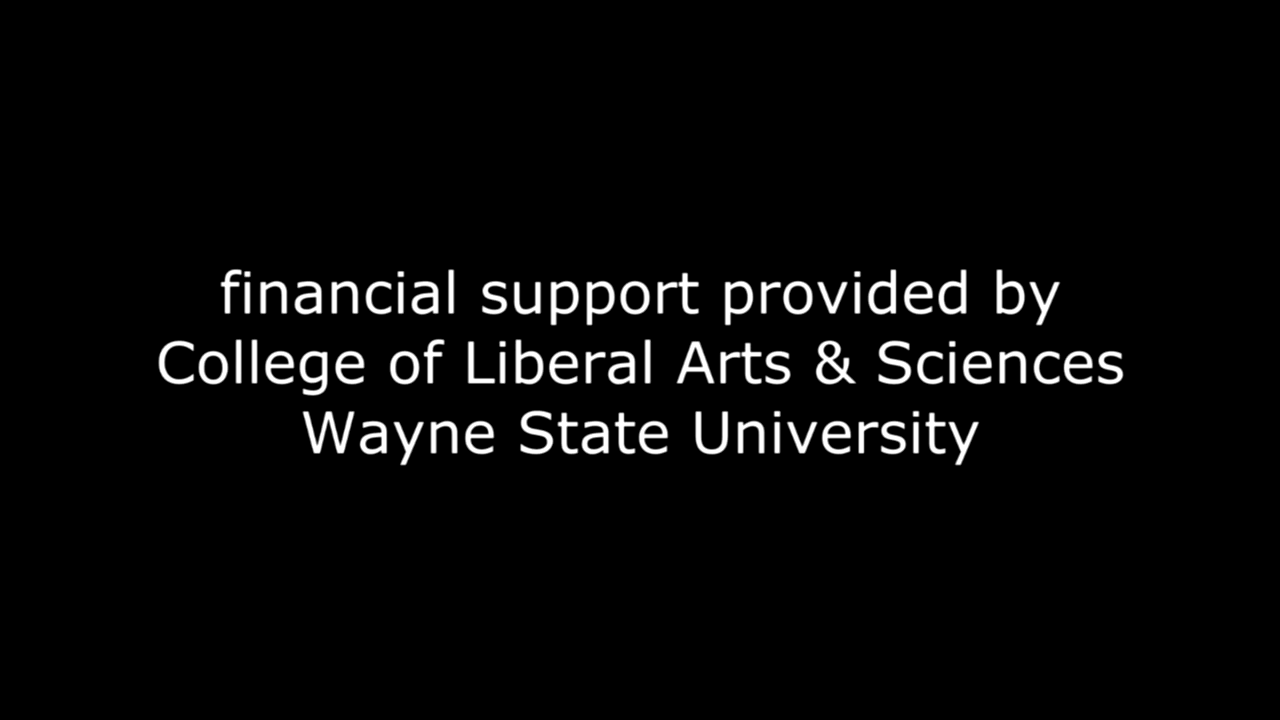 financial support provided by
College of Liberal Arts & Sciences
Wayne State University